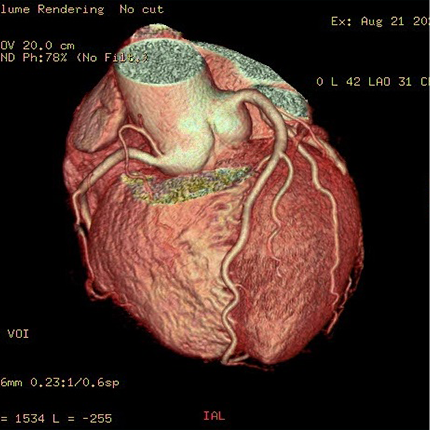 lume Rendering No cut
Ex: Aug 21 20
OV 20.0 cm
ND Ph:78% (No Fil
0 L 42 LAO 31 C
VOI
6mm 0.23:1/0.6sp
= 1534 L = -255
IAL